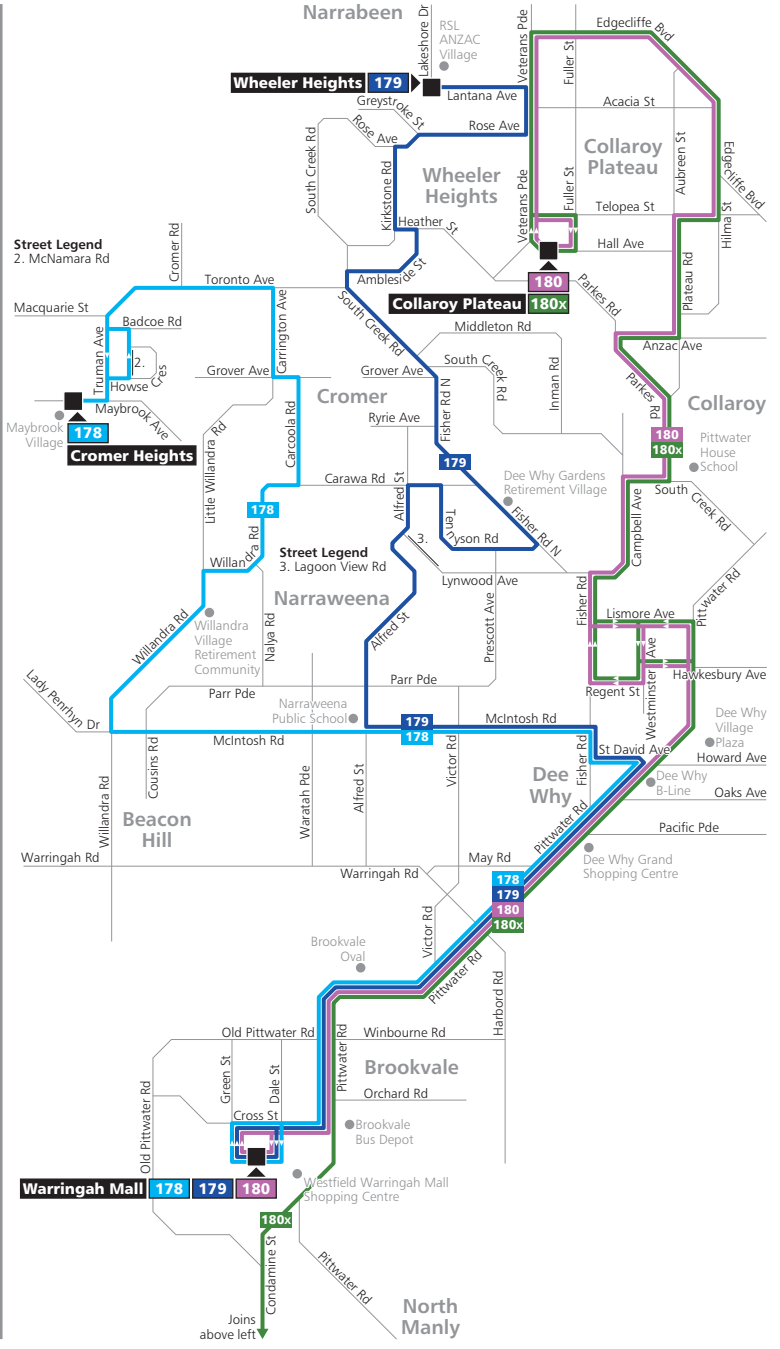 Narrabeen
Lakeshore Dr
RSL
ANZAC
Village
Veterans Pde
Fuller St
Edgecliffe Bvd
Wheeler Heights 179
Lantana Ave
Greystroke St
Rose Ave
Rose Ave
Acacia St
South Creek Rd
Kirkstone Rd
Wheeler
Heights
Collaroy
Plateau
Aubreen St
Edgecliffe Bvd
Veterans Pde
Fuller St
Telopea St
Hilma St
Heather St
Hall Ave
Street Legend
2. McNamara Rd
Cromer Rd
Plateau Rd
Toronto Ave
Ambleside St
180
Collaroy Plateau 180x
Parkes Rd
Macquarie St
Badcoe Rd
Carrington Ave
South Creek Rd
Middleton Rd
Anzac Ave
Truman Ave
2.
Howse Cres
Grover Ave
Grover Ave
South Creek Rd
Inman Rd
Parkes Rd
Cromer
Collaroy
Maybrook Ave
Maybrook
Village
178
Cromer Heights
Little Willandra Rd
Carcoola Rd
Ryrie Ave
Fisher Rd N
180
180x
Pittwater
House
School
179
Carawa Rd
Alfred St
Dee Why Gardens
Retirement Village
South Creek Rd
178
Tennyson Rd
Fisher Rd N
Campbell Ave
Willandra Rd
Street Legend
3. Lagoon View Rd
3.
Lynwood Ave
Fisher Rd
Pittwater Rd
Narraweena
Prescott Ave
Lismore Ave
Willandra Rd
Willandra
Village
Retirement
Community
Nalya Rd
Alfred St
Westminster Ave
Hawkesbury Ave
Regent St
Lady Penrhyn Dr
Parr Pde
Parr Pde
Narraweena
Public School
179
178
McIntosh Rd
McIntosh Rd
Dee Why
Village
Plaza
St David Ave
Howard Ave
Willandra Rd
Cousins Rd
Waratah Pde
Alfred St
Victor Rd
Fisher Rd
Dee
Why
Dee Why
B-Line
Oaks Ave
Beacon
Hill
Pittwater Rd
Pacific Pde
Warringah Rd
Warringah Rd
May Rd
Dee Why Grand
Shopping Centre
178
179
180
180x
Victor Rd
Brookvale
Oval
Pittwater Rd
Harbord Rd
Old Pittwater Rd
Pittwater Rd
Winbourne Rd
Green St
Dale St
Brookvale
Old Pittwater Rd
Orchard Rd
Cross St
Brookvale
Bus Depot
Warringah Mall 178 179 180
Westfield Warringah Mall
Shopping Centre
180x
Condamine St
Pittwater Rd
North
Manly
Joins
above left